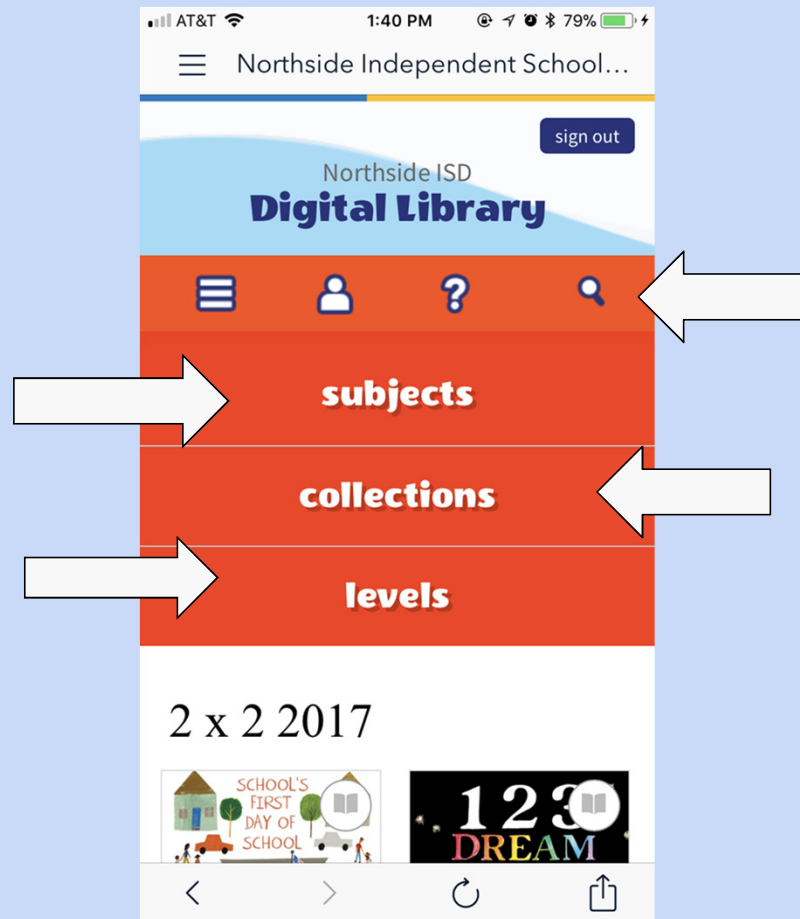 AT&T 1:40 PM 79%
Northside Independent School...
sign out
Northside ISD
Digital Library
?
subjects
collections
levels
2 x 2 2017
SCHOOL'S
FIRST
DAY OF
SCHOOL
123
DREAM